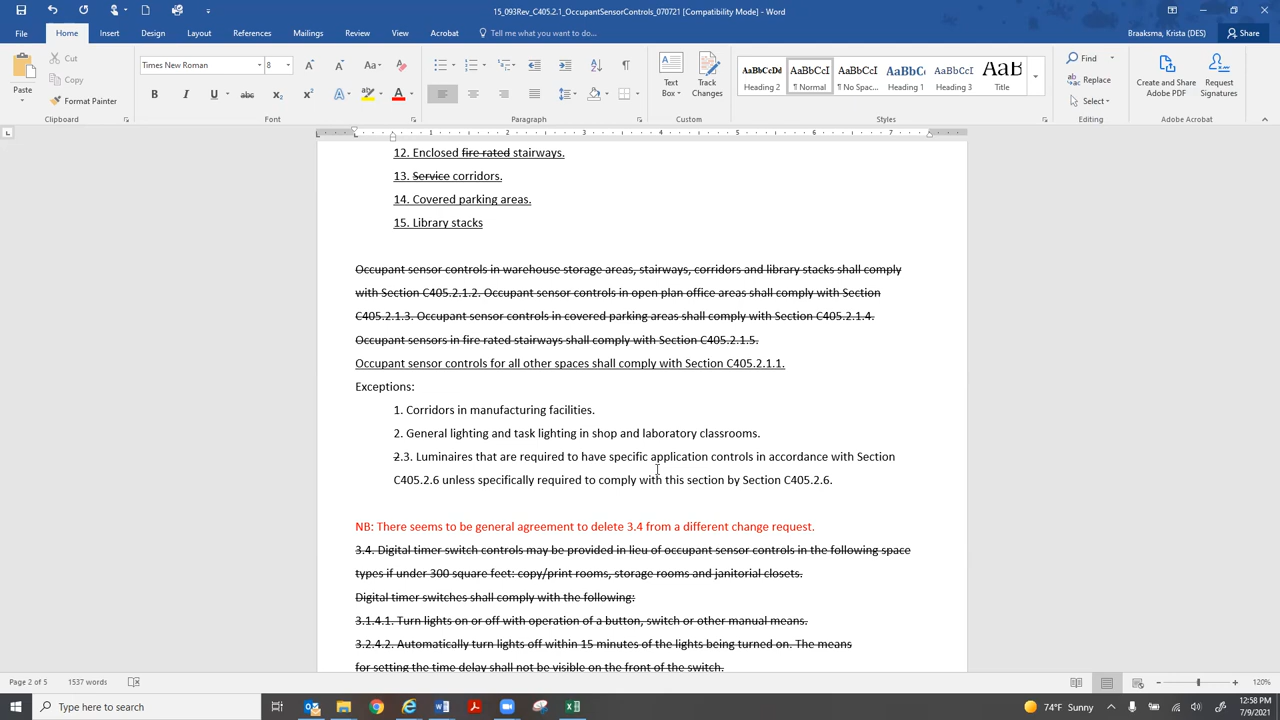 15_093Rev_C405.2.1_OccupantSensorControls_070721 [Compatibility Mode] - Word
Braaksma, Krista (DES)
File Home Insert Design Layout References Mailings Review View Acrobat Tell me what you want to do... Share
Paste
Cut
Copy
Format Painter
Clipboard
Times New Roman 8
Font
Paragraph
Text Box
Track Changes
Custom
AaBbCcDd Heading 2
AaBbCcI ¶ Normal
AaBbCcI ¶ No Spac...
AaBbC Heading 1
AaBbCcI Heading 3
AaB Title
Styles
Find
Replace
Select
Editing
Create and Share Adobe PDF
Request Signatures
Adobe Acrobat
1 2 3 4 5 6 7
12. Enclosed fire rated stairways.
13. Service corridors.
14. Covered parking areas.
15. Library stacks
Occupant sensor controls in warehouse storage areas, stairways, corridors and library stacks shall comply
with Section C405.2.1.2. Occupant sensor controls in open plan office areas shall comply with Section
C405.2.1.3. Occupant sensor controls in covered parking areas shall comply with Section C405.2.1.4.
Occupant sensors in fire rated stairways shall comply with Section C405.2.1.5.
Occupant sensor controls for all other spaces shall comply with Section C405.2.1.1.
Exceptions:
1. Corridors in manufacturing facilities.
2. General lighting and task lighting in shop and laboratory classrooms.
2.3. Luminaires that are required to have specific application controls in accordance with Section
C405.2.6 unless specifically required to comply with this section by Section C405.2.6.
NB: There seems to be general agreement to delete 3.4 from a different change request.
3.4. Digital timer switch controls may be provided in lieu of occupant sensor controls in the following space
types if under 300 square feet: copy/print rooms, storage rooms and janitorial closets.
Digital timer switches shall comply with the following:
3.1.4.1. Turn lights on or off with operation of a button, switch or other manual means.
3.2.4.2. Automatically turn lights off within 15 minutes of the lights being turned on. The means
for setting the time delay shall not be visible on the front of the switch.
Page 2 of 5 1537 words 120%
Type here to search
74°F Sunny
12:58 PM
7/9/2021